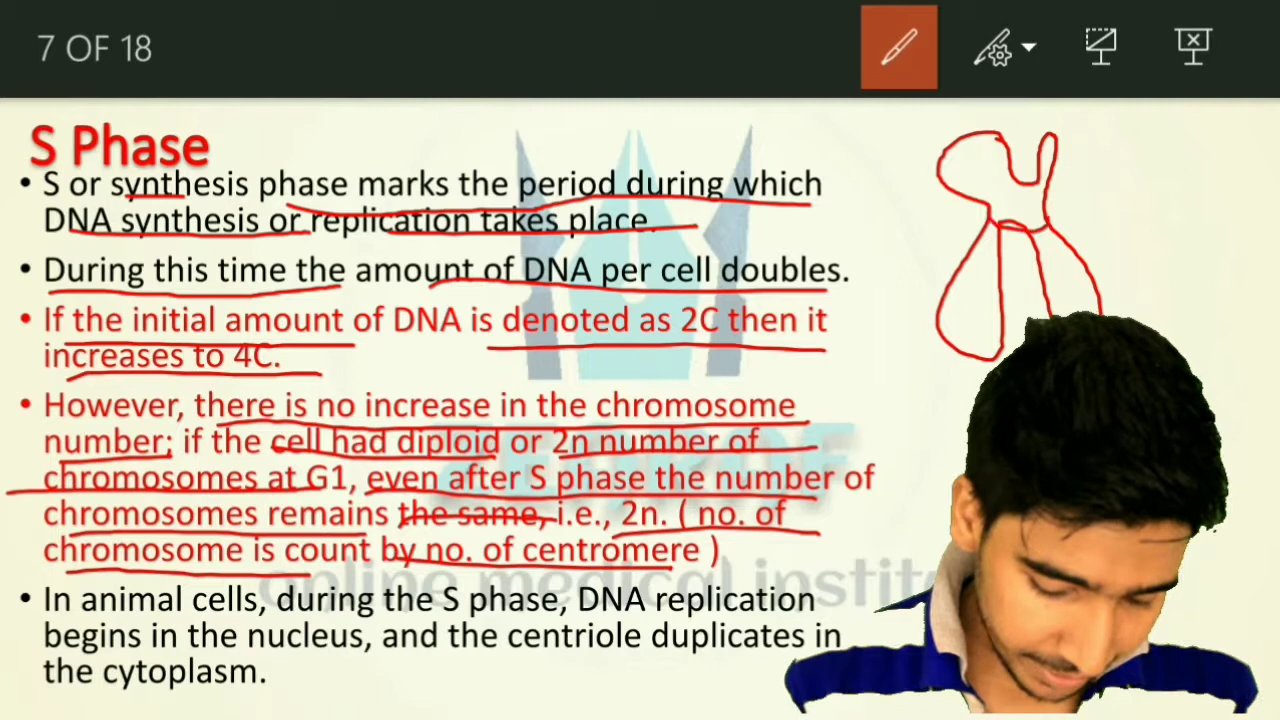 7 OF 18
S Phase
• S or synthesis phase marks the period during which
DNA synthesis or replication takes place.
• During this time the amount of DNA per cell doubles.
• If the initial amount of DNA is denoted as 2C then it
increases to 4C.
• However, there is no increase in the chromosome
number; if the cell had diploid or 2n number of
chromosomes at G1, even after S phase the number of
chromosomes remains the same, i.e., 2n. ( no. of
chromosome is count by no. of centromere )
• In animal cells, during the S phase, DNA replication
begins in the nucleus, and the centriole duplicates in
the cytoplasm.
online medical